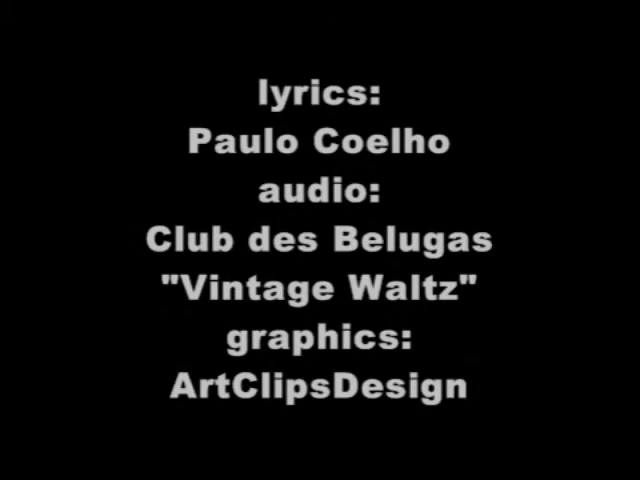 lyrics:
Paulo Coelho
audio:
Club des Belugas
"Vintage Waltz"
graphics:
ArtClipsDesign